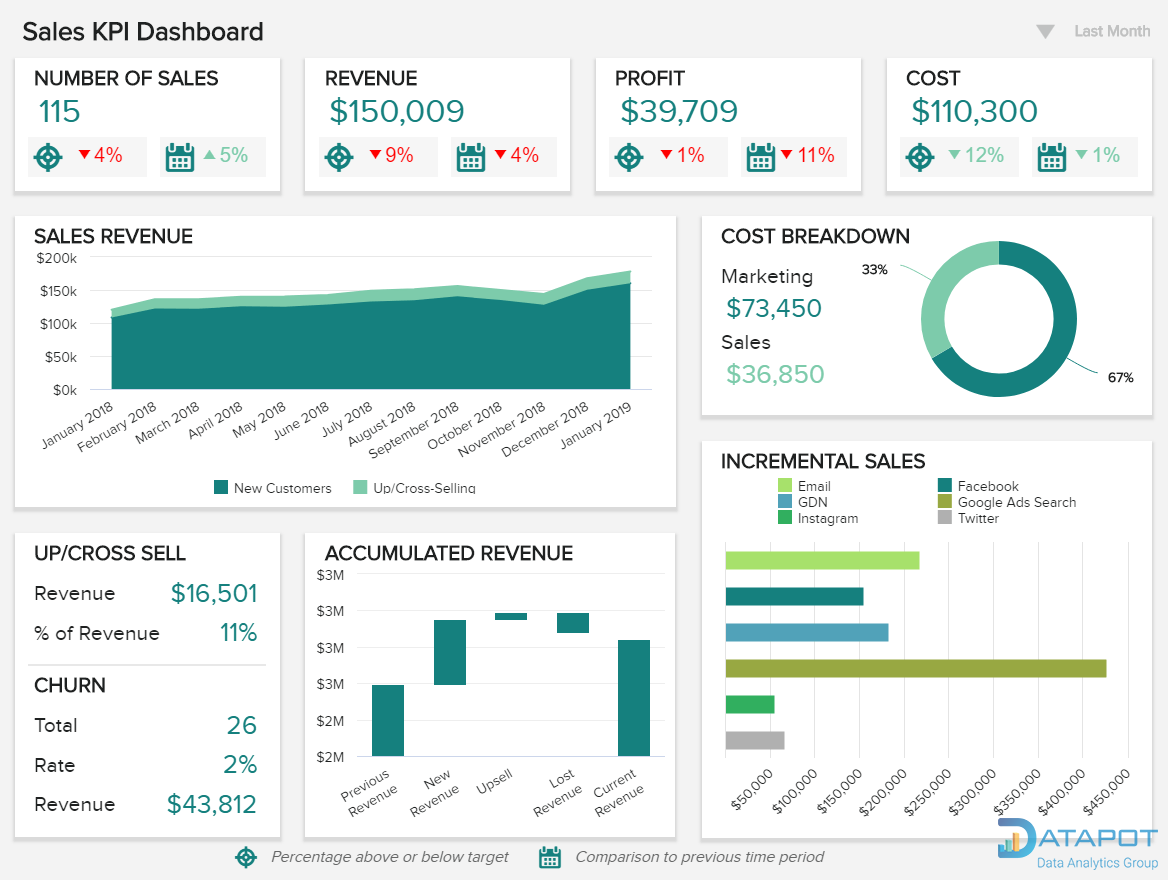 Sales KPI Dashboard
Last Month
NUMBER OF SALES
115
4%
5%
REVENUE
$150,009
9%
4%
PROFIT
$39,709
1%
11%
COST
$110,300
12%
1%
SALES REVENUE
$200k
$150k
$100k
$50k
$0k
January 2018
February 2018
March 2018
April 2018
May 2018
June 2018
July 2018
August 2018
September 2018
October 2018
November 2018
December 2018
January 2019
New Customers
Up/Cross-Selling
COST BREAKDOWN
Marketing
$73,450
Sales
$36,850
33%
67%
UP/CROSS SELL
Revenue $16,501
% of Revenue 11%
CHURN
Total 26
Rate 2%
Revenue $43,812
ACCUMULATED REVENUE
$3M
$3M
$3M
$3M
$2M
$2M
Previous
Revenue
New
Revenue
Upsell
Lost
Revenue
Current
Revenue
INCREMENTAL SALES
Email
Facebook
GDN
Google Ads Search
Instagram
Twitter
$50,000
$100,000
$150,000
$200,000
$250,000
$300,000
$350,000
$400,000
$450,000
Percentage above or below target
Comparison to previous time period
DATAPOT
Data Analytics Group